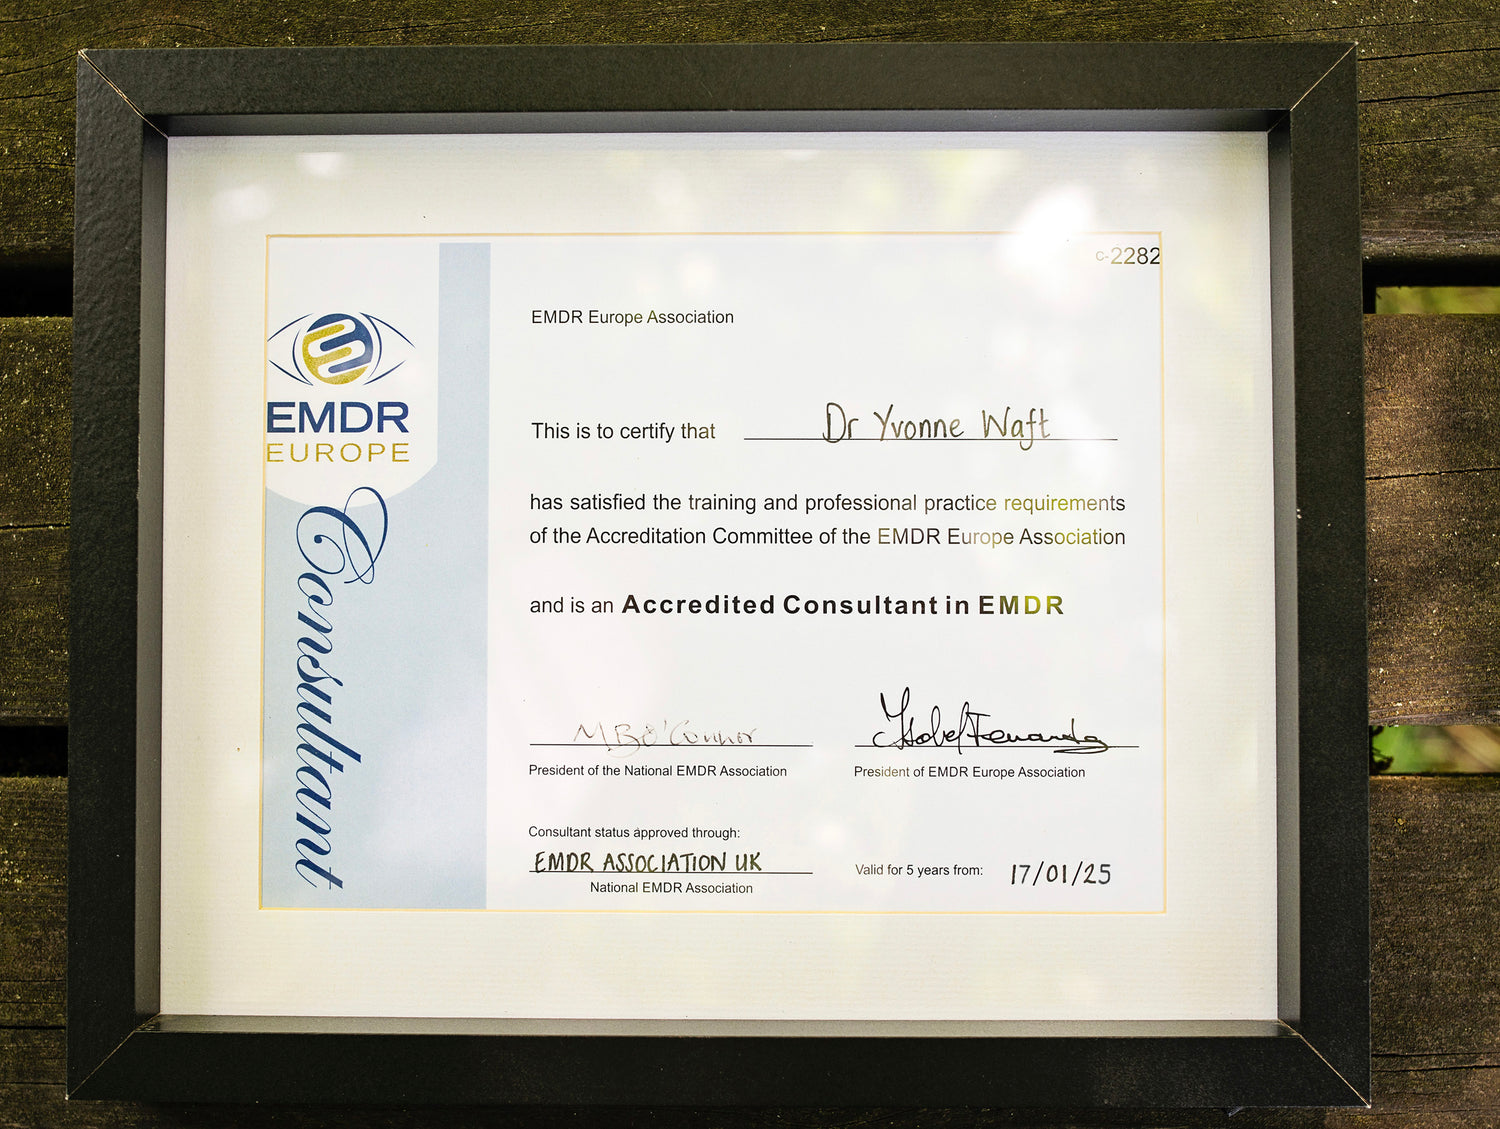 C-2282
EMDR
EUROPE
Consultant
EMDR Europe Association
This is to certify that Dr Yvonne Waft
has satisfied the training and professional practice requirements
of the Accreditation Committee of the EMDR Europe Association
and is an Accredited Consultant in EMDR
M B O'Connor
Isabel Fernandez
President of the National EMDR Association
President of EMDR Europe Association
Consultant status approved through:
EMDR ASSOCIATION UK
National EMDR Association
Valid for 5 years from: 17/01/25